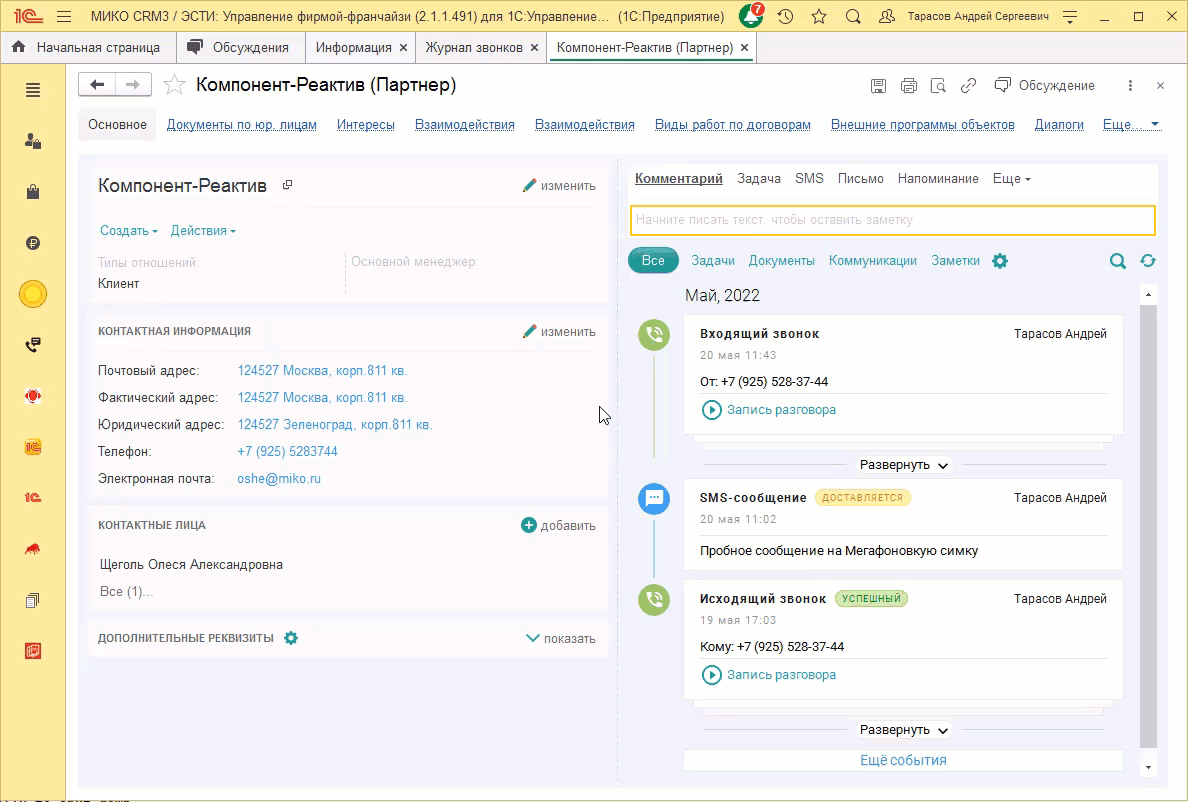 МИКО CRM3 / ЭСТИ: Управление фирмой-франчайзи (2.1.1.491) для 1С:Управление... (1С:Предприятие) 7 Тарасов Андрей Сергеевич
Начальная страница Обсуждения Информация × Журнал звонков × Компонент-Реактив (Партнер) ×
Компонент-Реактив (Партнер) Обсуждение
Основное Документы по юр. лицам Интересы Взаимодействия Взаимодействия Виды работ по договорам Внешние программы объектов Диалоги Еще...
Компонент-Реактив изменить
Создать Действия
Типы отношений: Основной менеджер:
Клиент
КОНТАКТНАЯ ИНФОРМАЦИЯ изменить
Почтовый адрес: 124527 Москва, корп.811 кв.
Фактический адрес: 124527 Москва, корп.811 кв.
Юридический адрес: 124527 Зеленоград, корп.811 кв.
Телефон: +7 (925) 5283744
Электронная почта: oshe@miko.ru
КОНТАКТНЫЕ ЛИЦА добавить
Щеголь Олеся Александровна
Все (1)...
ДОПОЛНИТЕЛЬНЫЕ РЕКВИЗИТЫ показать
Комментарий Задача SMS Письмо Напоминание Еще
Начните писать текст. чтобы оставить заметку
Все Задачи Документы Коммуникации Заметки
Май, 2022
Входящий звонок Тарасов Андрей
20 мая 11:43
От: +7 (925) 528-37-44
Запись разговора
Развернуть
SMS-сообщение ДОСТАВЛЯЕТСЯ Тарасов Андрей
20 мая 11:02
Пробное сообщение на Мегафоновкую симку
Исходящий звонок УСПЕШНЫЙ Тарасов Андрей
19 мая 17:03
Кому: +7 (925) 528-37-44
Запись разговора
Развернуть
Ещё события